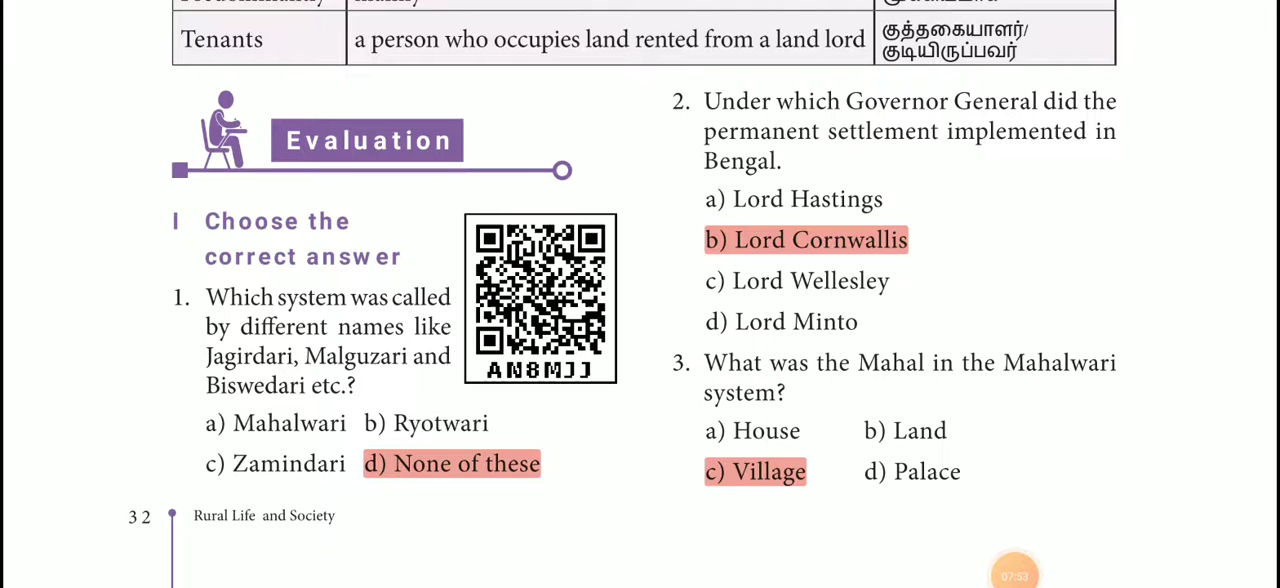 Tenants
a person who occupies land rented from a land lord
குத்தகையாளர்/
குடியிருப்பவர்
Evaluation
I Choose the
correct answer
1. Which system was called
by different names like
Jagirdari, Malguzari and
Biswedari etc.?
a) Mahalwari b) Ryotwari
c) Zamindari d) None of these
AN8MJJ
2. Under which Governor General did the
permanent settlement implemented in
Bengal.
a) Lord Hastings
b) Lord Cornwallis
c) Lord Wellesley
d) Lord Minto
3. What was the Mahal in the Mahalwari
system?
a) House b) Land
c) Village d) Palace
32 Rural Life and Society
07:53